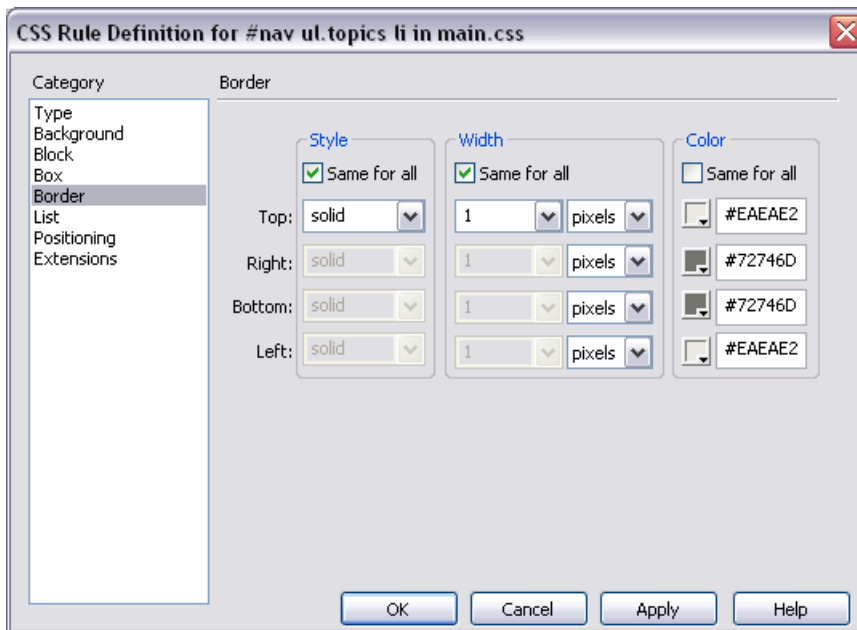 CSS Rule Definition for #nav ul.topics li in main.css
Category
Border
Type
Background
Block
Box
Border
List
Positioning
Extensions
Style Width Color
Same for all Same for all Same for all
Top: solid 1 pixels #EAEAE2
Right: solid 1 pixels #72746D
Bottom: solid 1 pixels #72746D
Left: solid 1 pixels #EAEAE2
OK Cancel Apply Help